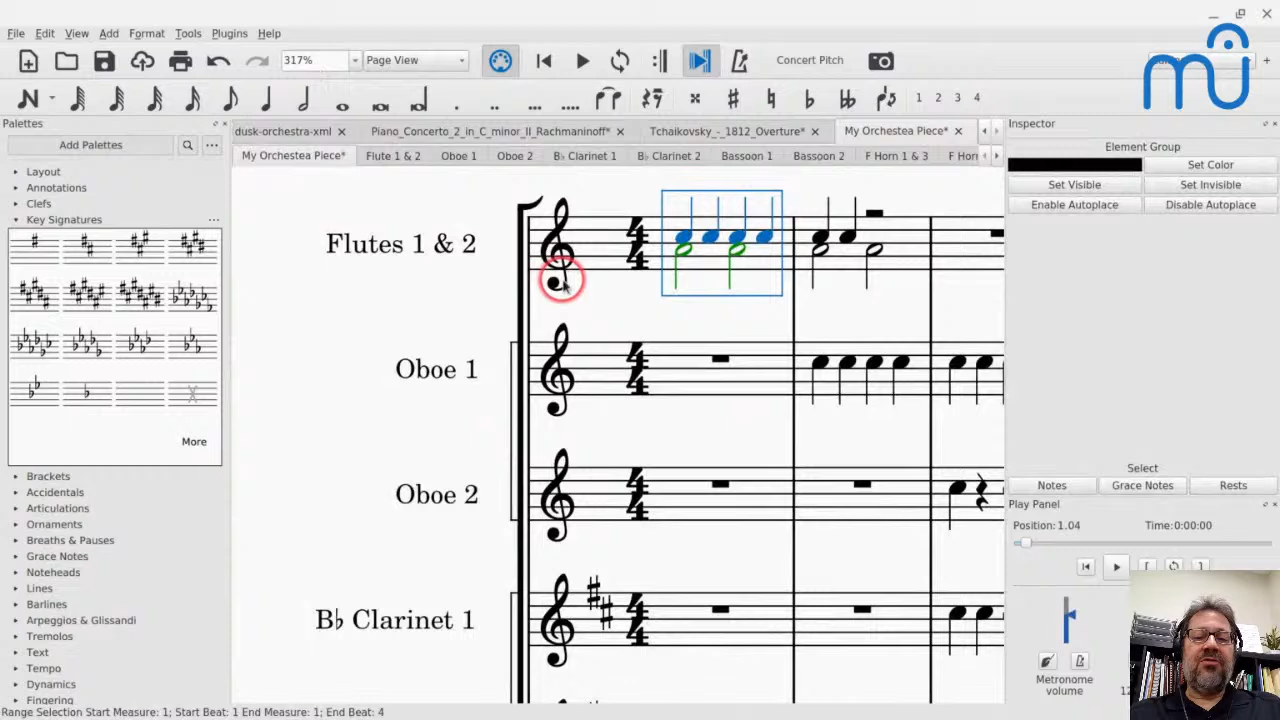 File Edit View Add Format Tools Plugins Help
317% Page View Concert Pitch
1 2 3 4
Palettes
Add Palettes
Layout
Annotations
Clefs
Key Signatures
More
Brackets
Accidentals
Articulations
Ornaments
Breaths & Pauses
Grace Notes
Noteheads
Lines
Barlines
Arpeggios & Glissandi
Tremolos
Text
Tempo
Dynamics
Fingering
dusk-orchestra-xml Piano_Concerto_2_in_C_minor_II_Rachmaninoff* Tchaikovsky_-_1812_Overture* My Orchestea Piece*
My Orchestea Piece* Flute 1 & 2 Oboe 1 Oboe 2 B♭ Clarinet 1 B♭ Clarinet 2 Bassoon 1 Bassoon 2 F Horn 1 & 3 F Horn
Flutes 1 & 2
Oboe 1
Oboe 2
B♭ Clarinet 1
Inspector
Element Group
Set Color
Set Visible Set Invisible
Enable Autoplace Disable Autoplace
Select
Notes Grace Notes Rests
Play Panel
Position: 1.04 Time:0:00:00
Metronome
volume
Range Selection Start Measure: 1; Start Beat: 1 End Measure: 1; End Beat: 4